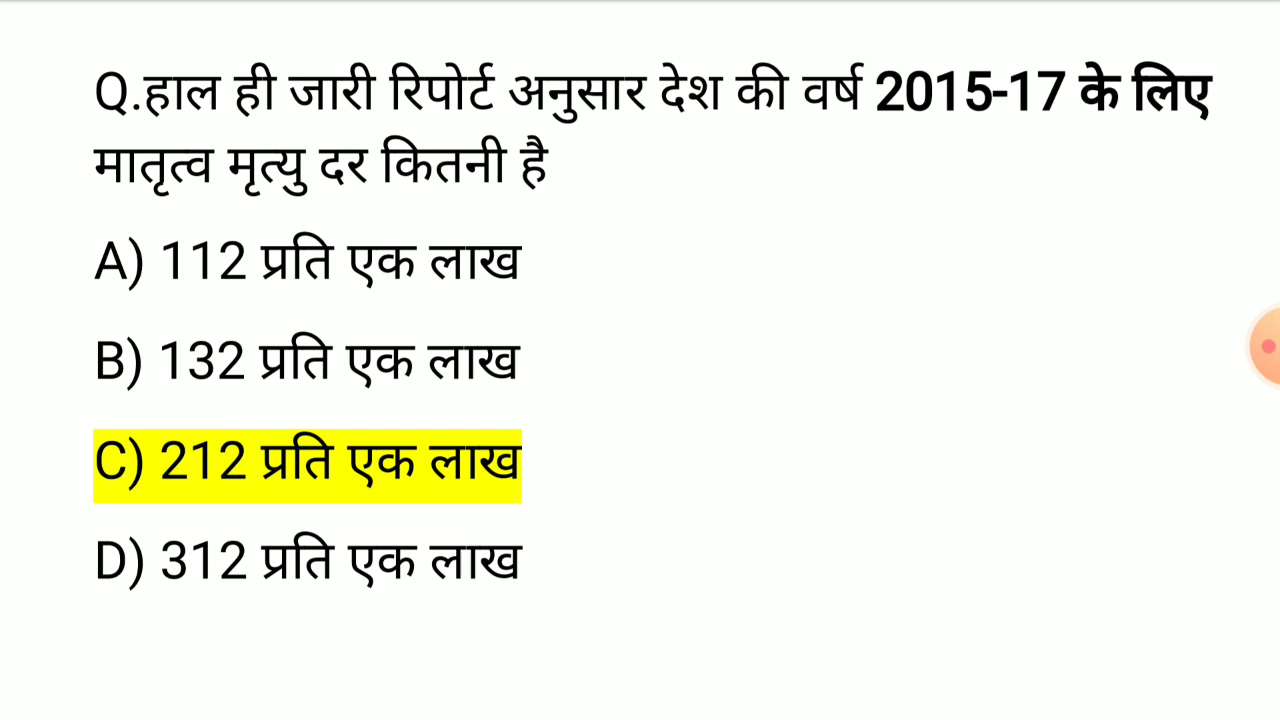 Q.हाल ही जारी रिपोर्ट अनुसार देश की वर्ष 2015-17 के लिए
मातृत्व मृत्यु दर कितनी है
A) 112 प्रति एक लाख
B) 132 प्रति एक लाख
C) 212 प्रति एक लाख
D) 312 प्रति एक लाख